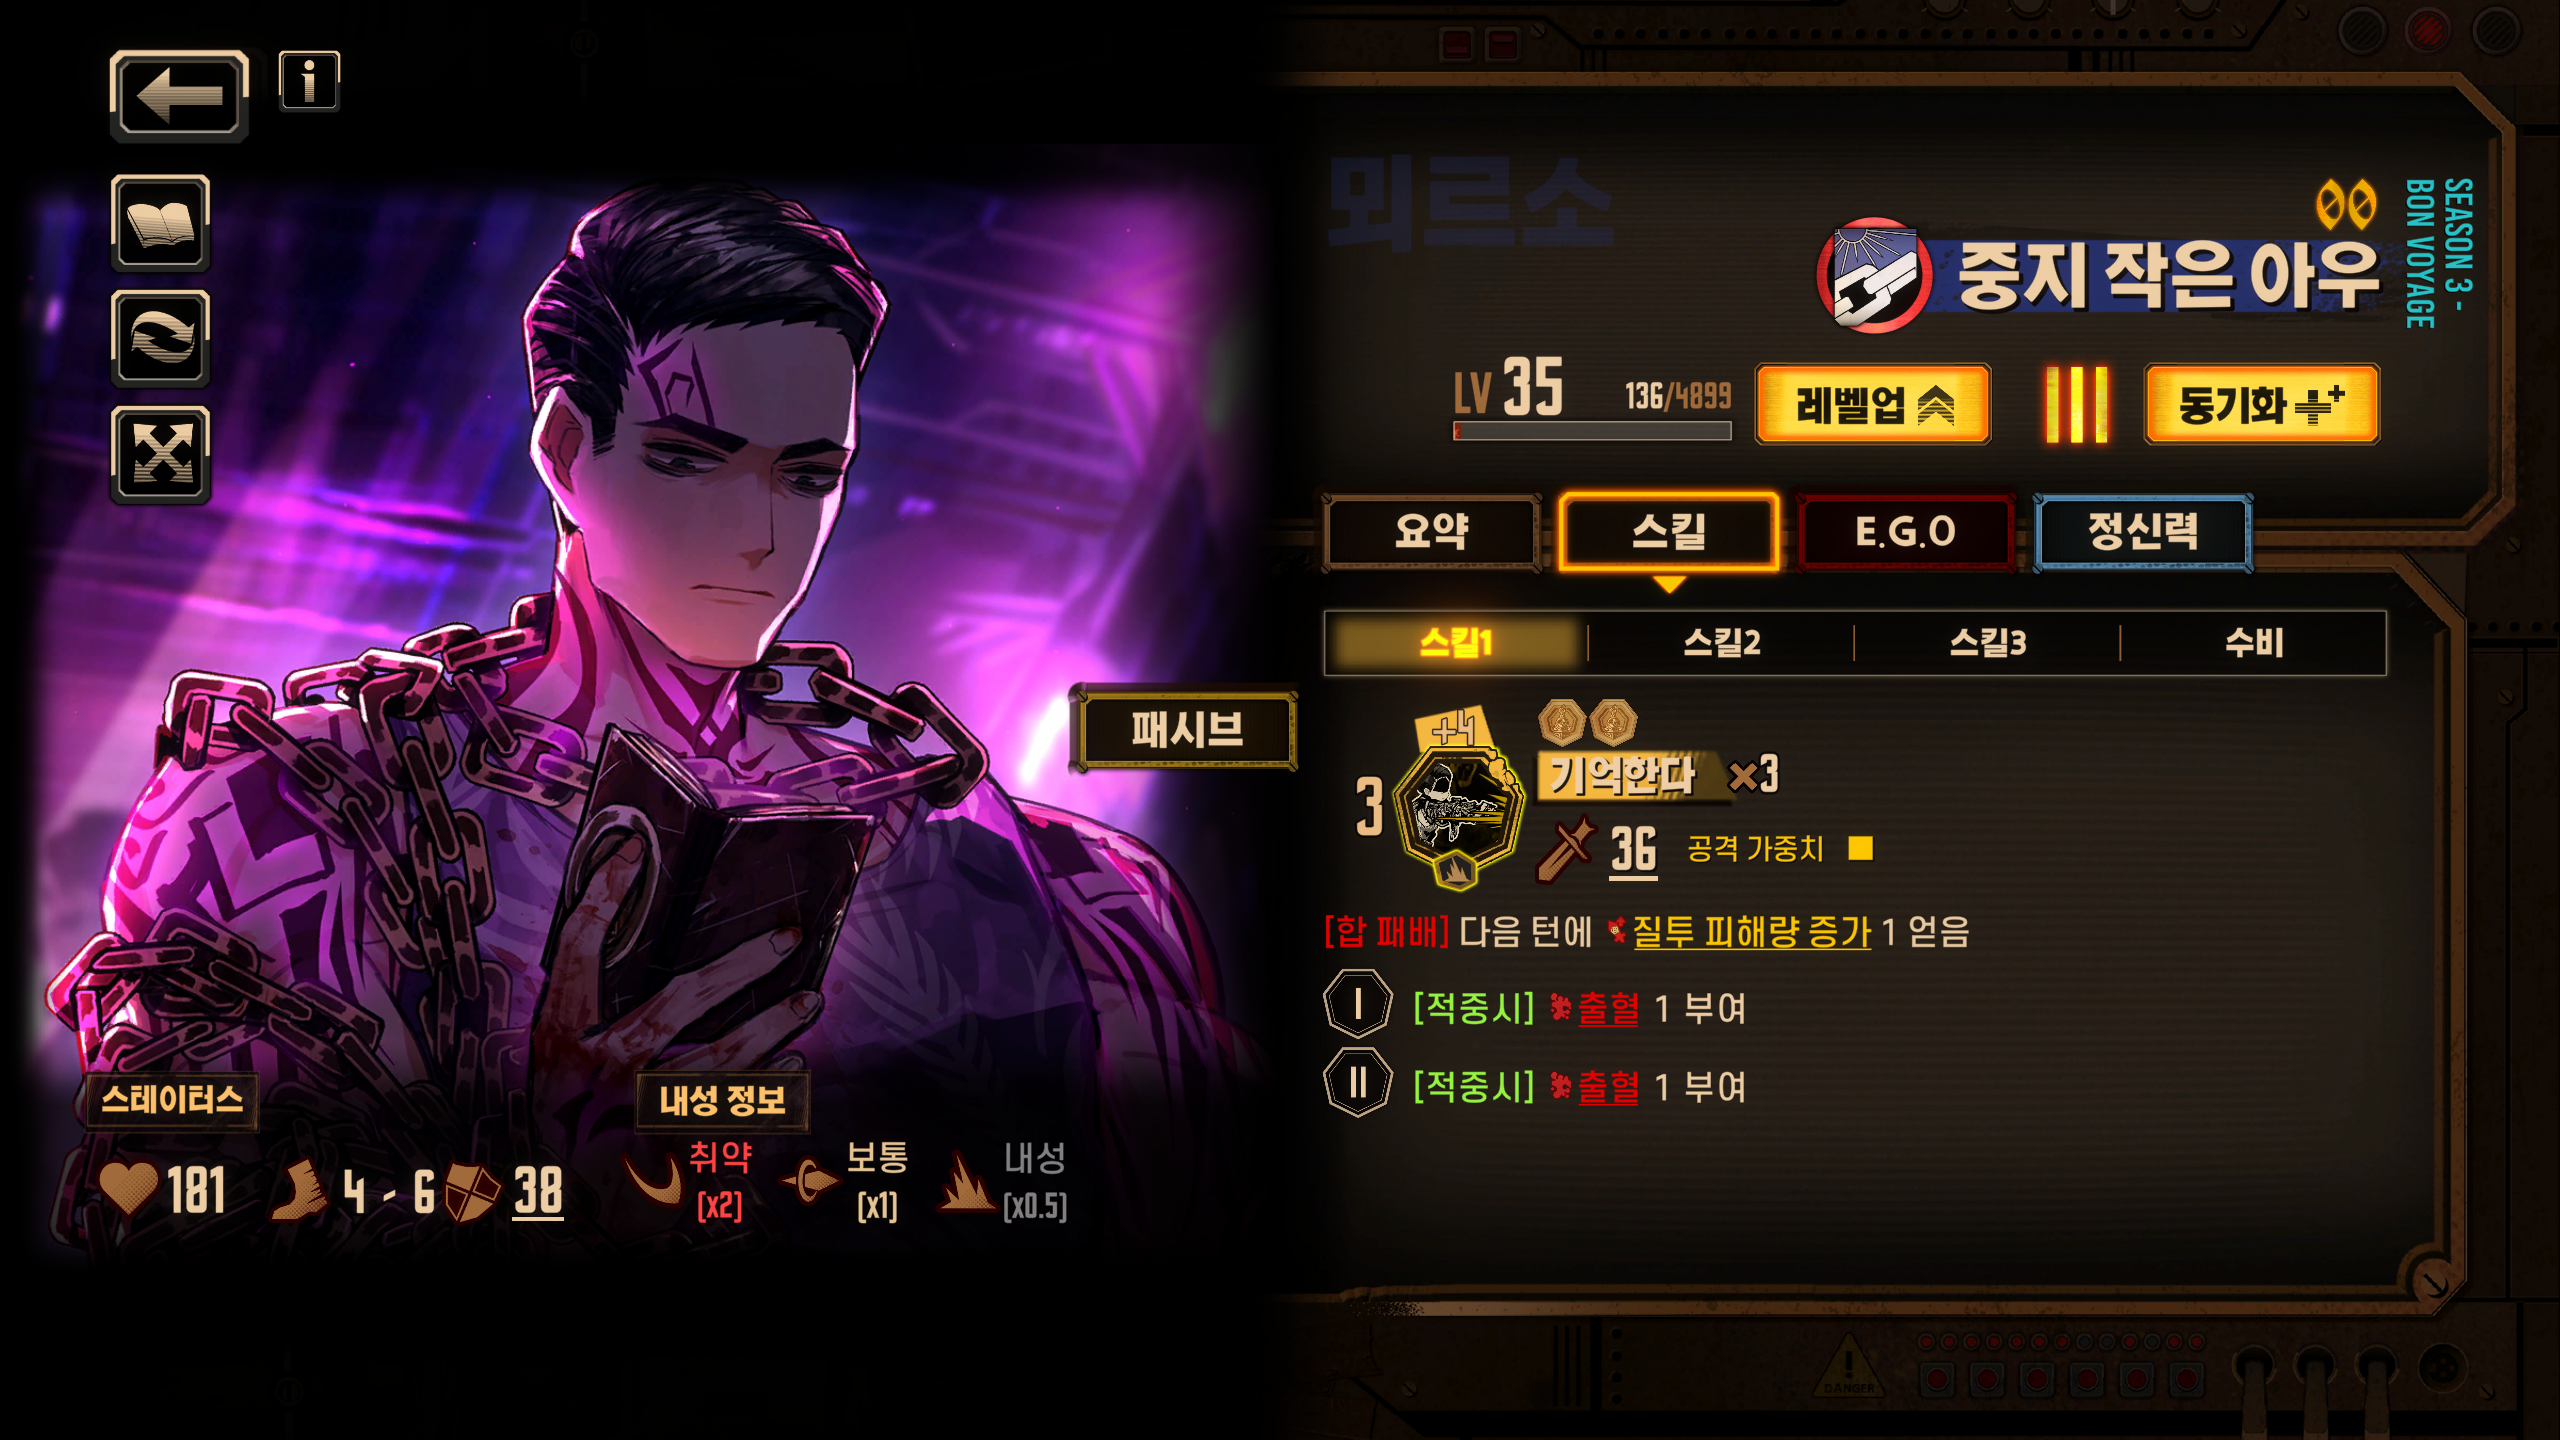 뫼르소
중지 작은 아우
SEASON 3 -
BON VOYAGE
LV 35
136/4899
레벨업
동기화
요약
스킬
E.G.O
정신력
스킬1
스킬2
스킬3
수비
패시브
+4
3
기억한다 ×3
36 공격 가중치
[합 패배] 다음 턴에 질투 피해량 증가 1 얻음
I [적중시] 출혈 1 부여
II [적중시] 출혈 1 부여
스테이터스
내성 정보
181
4 - 6
38
취약
[x2]
보통
[x1]
내성
[x0.5]
DANGER